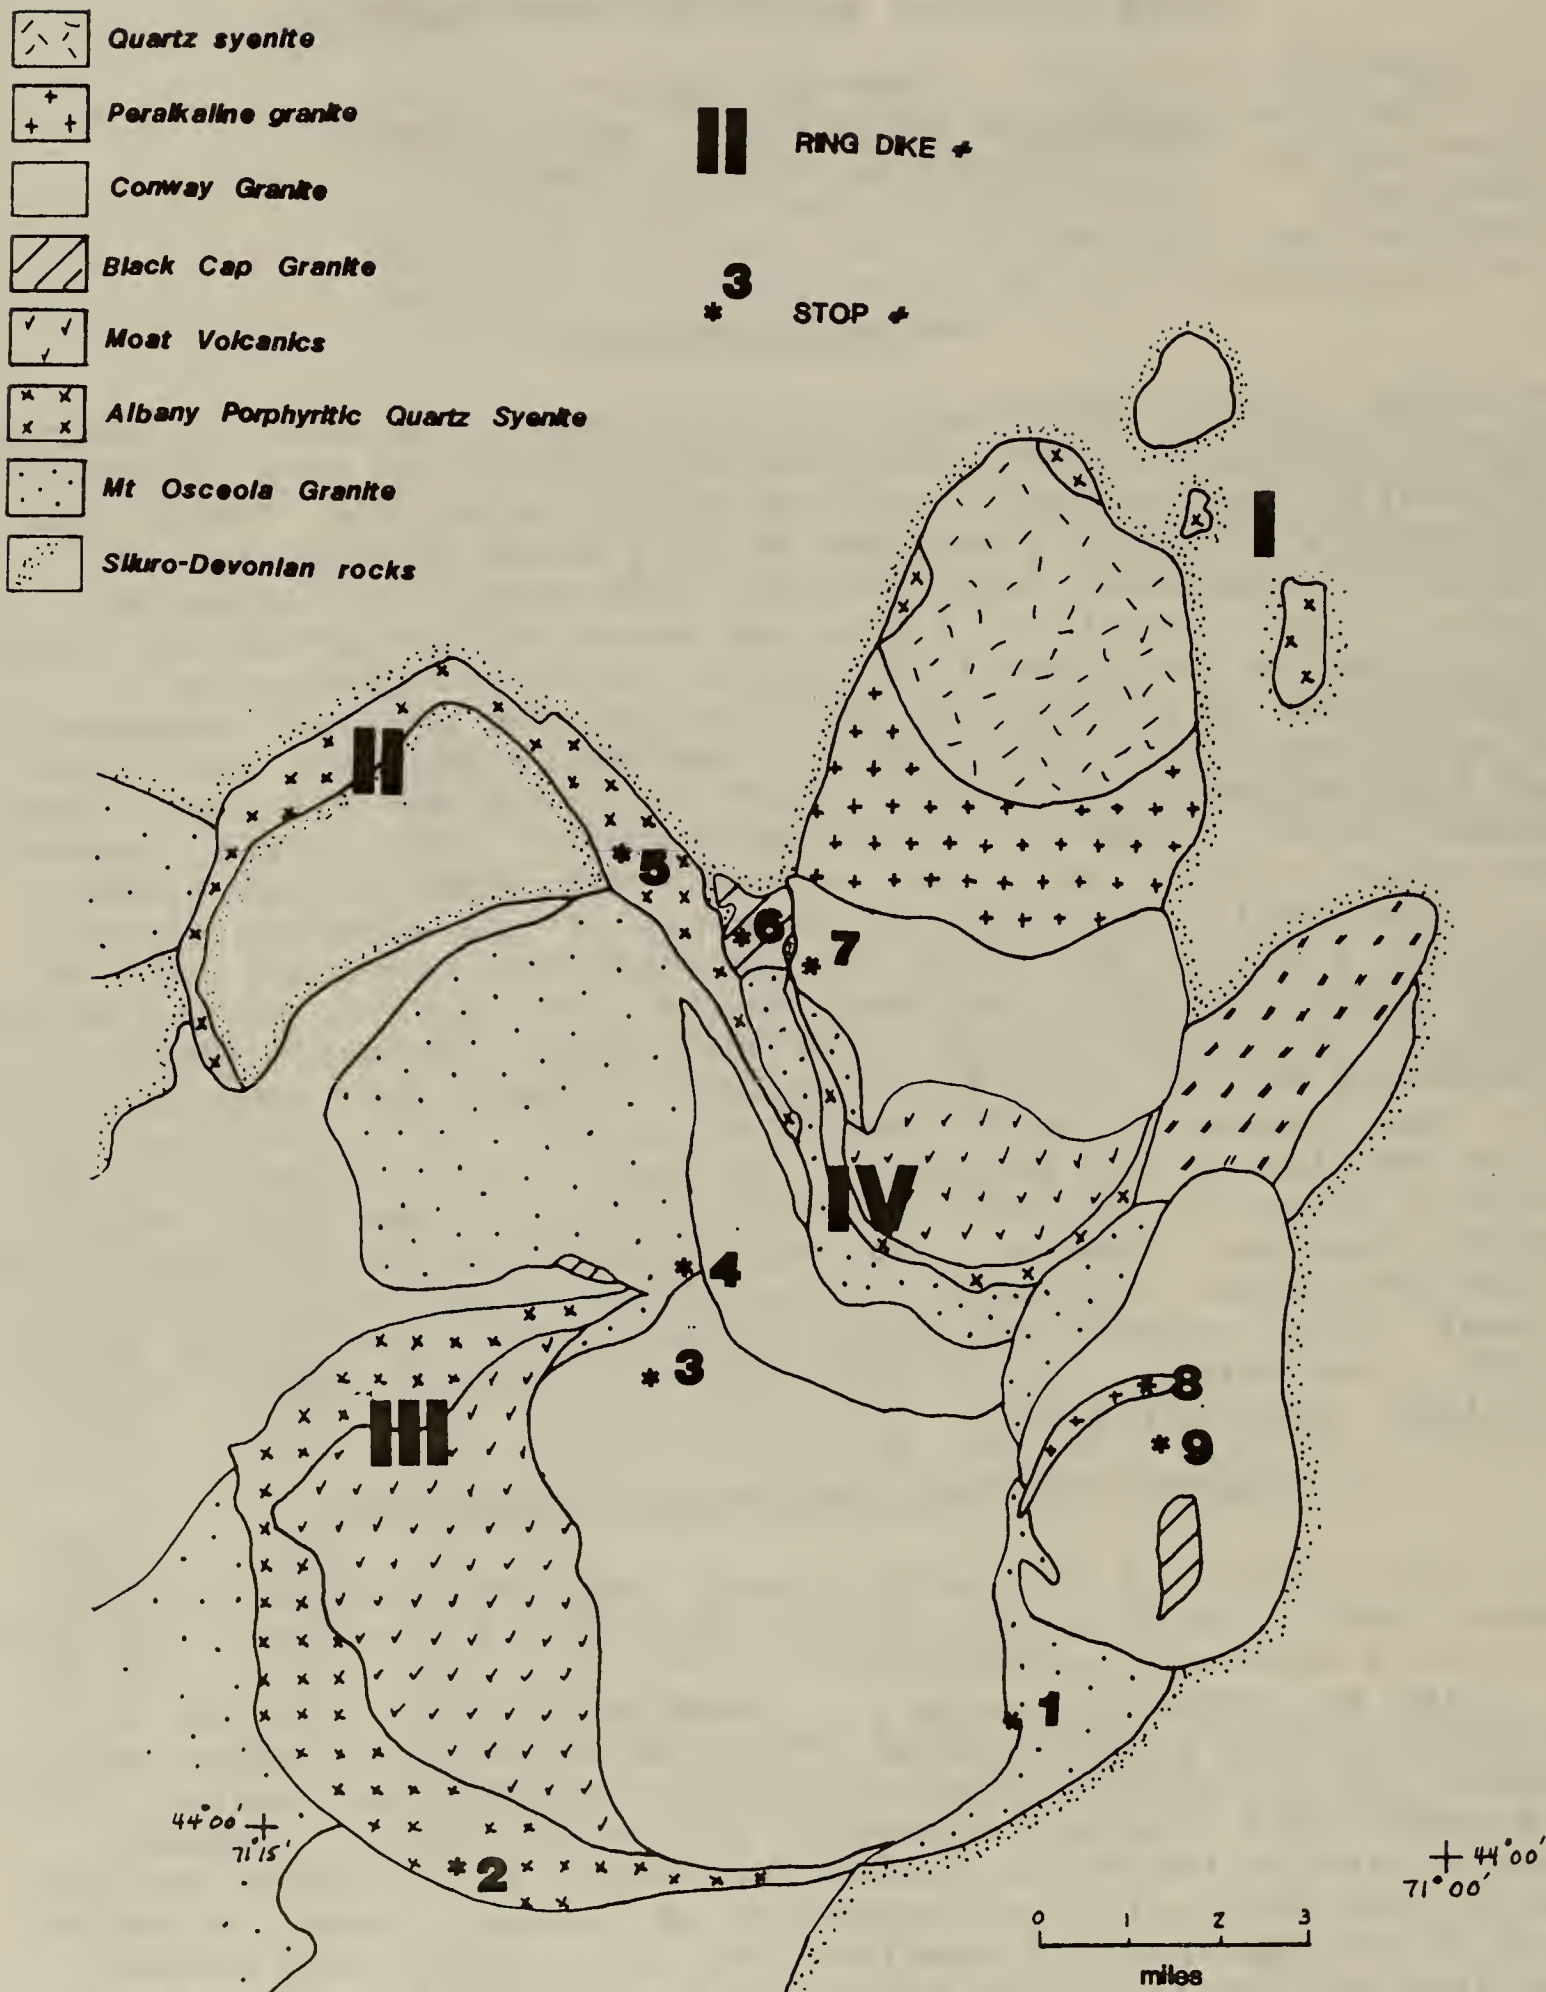 Quartz syenite
Peralkaline granite
Conway Granite
Black Cap Granite
Moat Volcanics
Albany Porphyritic Quartz Syenite
Mt Osceola Granite
Siluro-Devonian rocks
II RING DIKE #
3
* STOP #
I
II
5
6
7
IV
4
3
8
III
9
1
44°00'
71°15'
2
44°00'
71°00'
0 1 2 3
miles